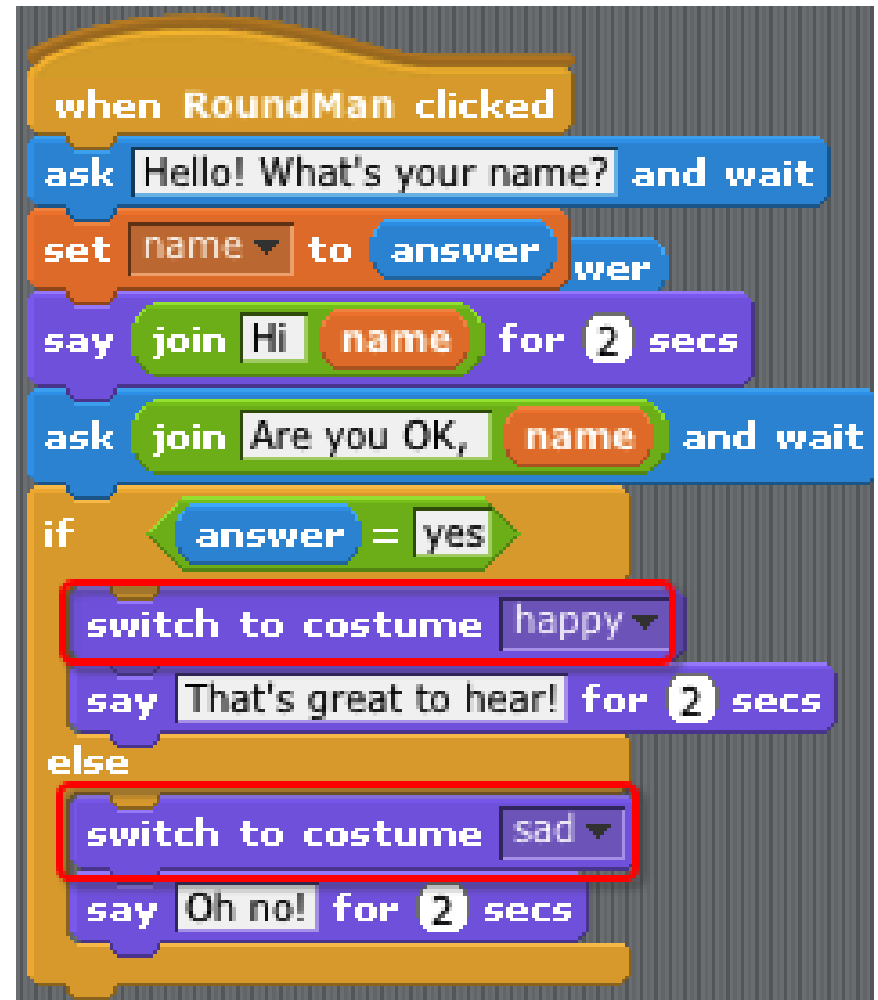 when RoundMan clicked
ask Hello! What's your name? and wait
set name to answer
wer
say join Hi name for 2 secs
ask join Are you OK, name and wait
if answer = yes
switch to costume happy
say That's great to hear! for 2 secs
else
switch to costume sad
say Oh no! for 2 secs